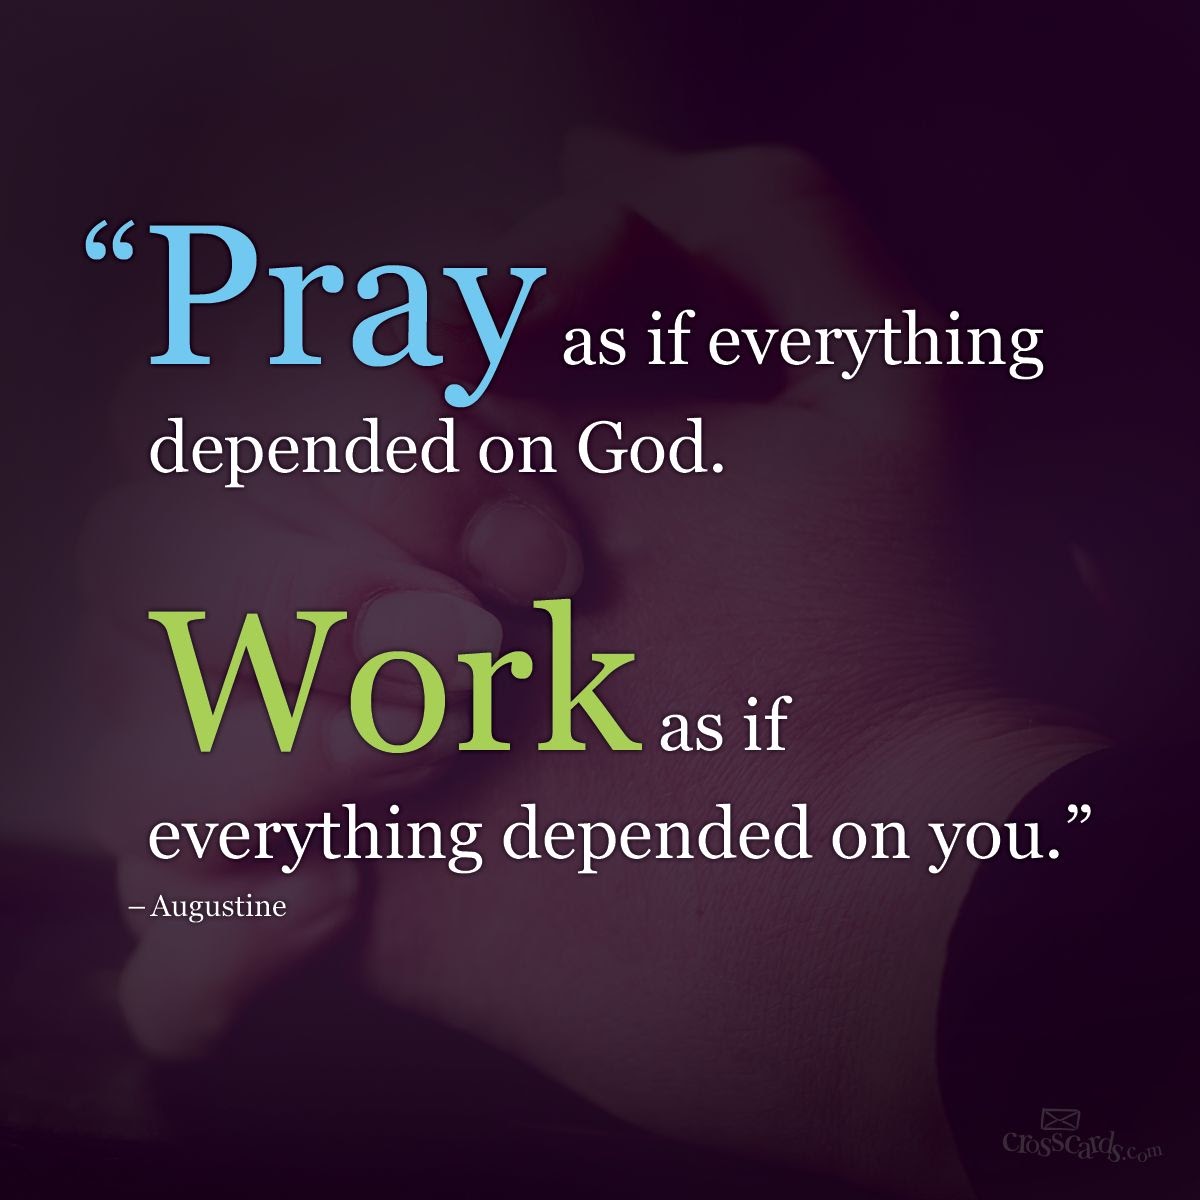 “Pray as if everything
depended on God.
Work as if
everything depended on you.”
– Augustine
crosscards.com